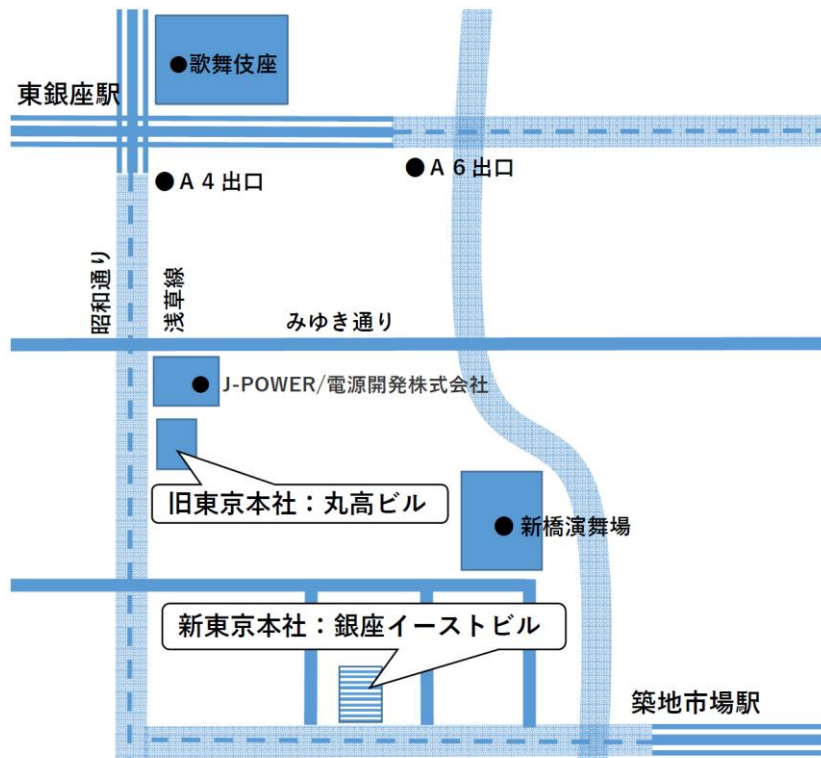 歌舞伎座
東銀座駅
A 6 出口
A 4 出口
昭和通り
浅草線
みゆき通り
J-POWER/電源開発株式会社
旧東京本社：丸高ビル
新橋演舞場
新東京本社：銀座イーストビル
築地市場駅